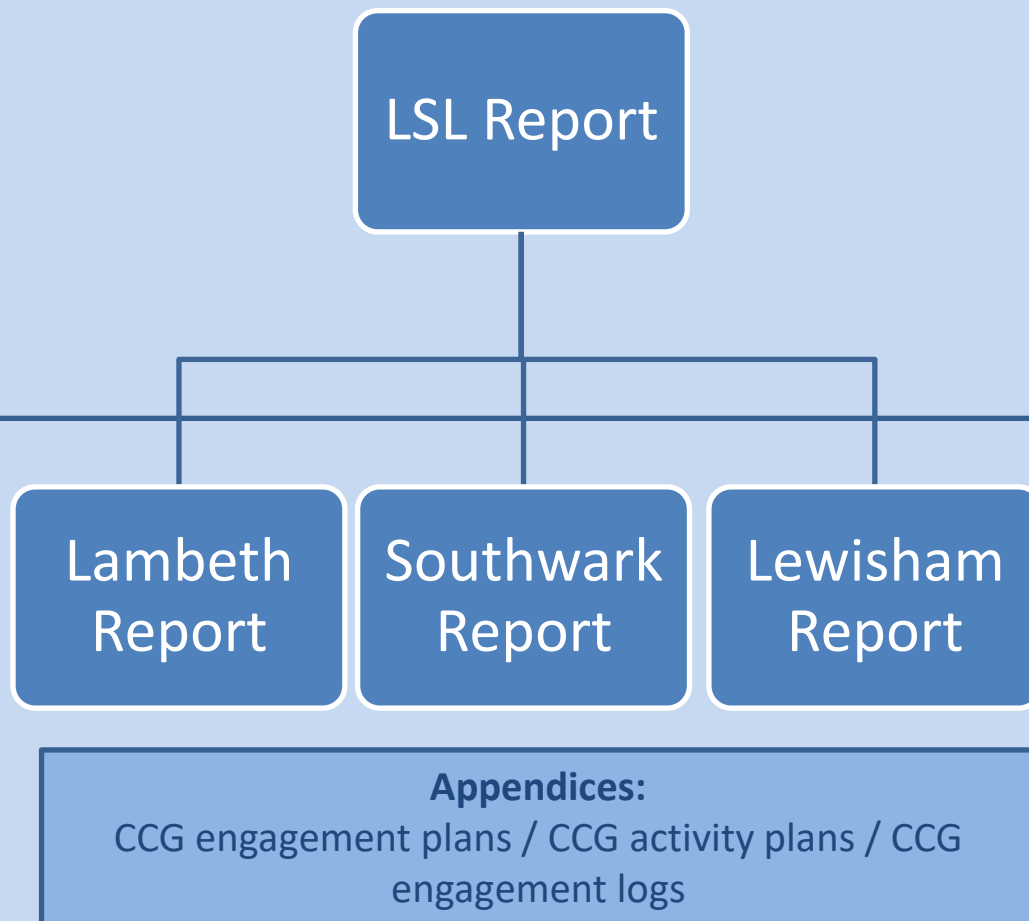 LSL Report
Lambeth
Report
Southwark
Report
Lewisham
Report
Appendices:
CCG engagement plans / CCG activity plans / CCG
engagement logs